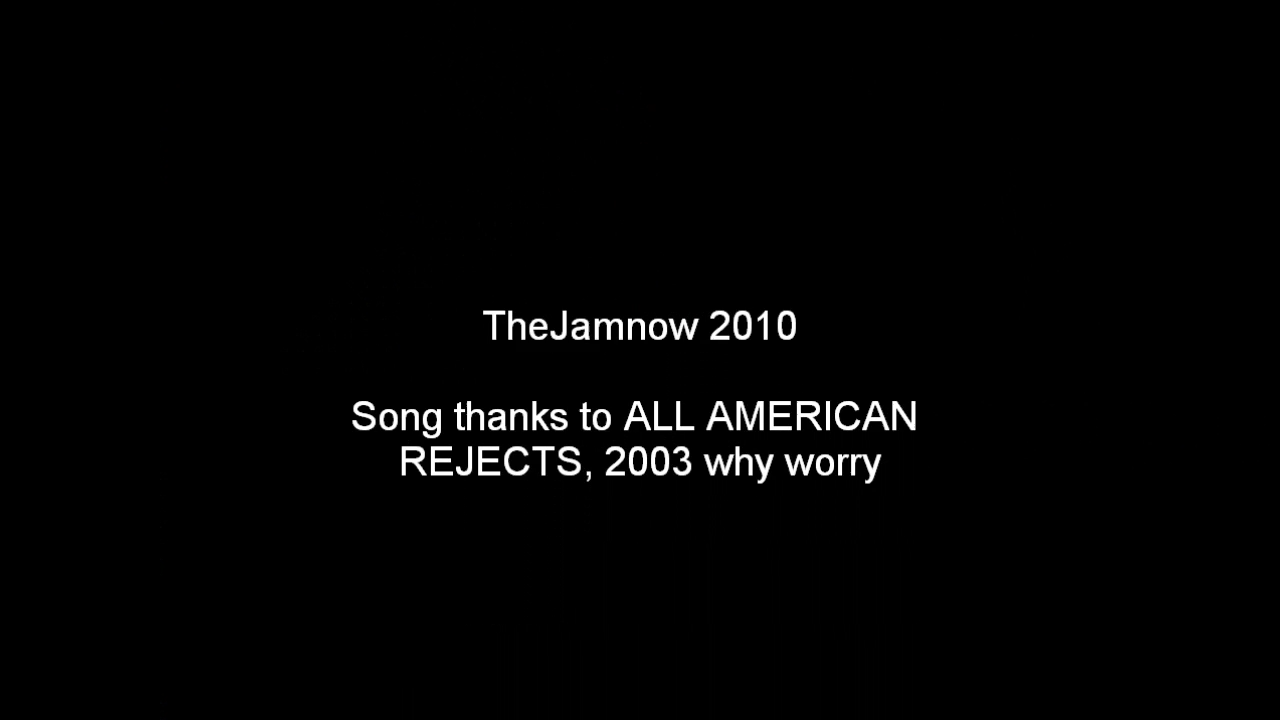 TheJamnow 2010
Song thanks to ALL AMERICAN
REJECTS, 2003 why worry